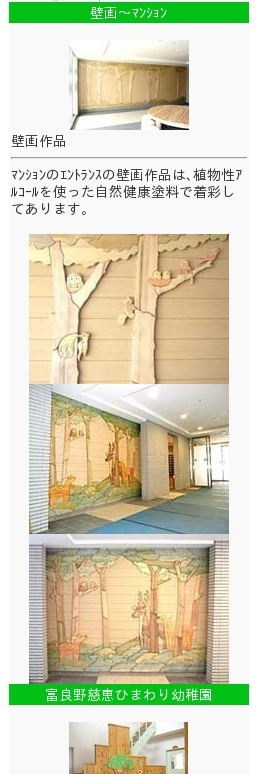 壁画～ﾏﾝｼｮﾝ
壁画作品
ﾏﾝｼｮﾝのｴﾝﾄﾗﾝｽの壁画作品は､植物性ｱ
ﾙｺｰﾙを使った自然健康塗料で着彩し
てあります。
富良野慈恵ひまわり幼稚園